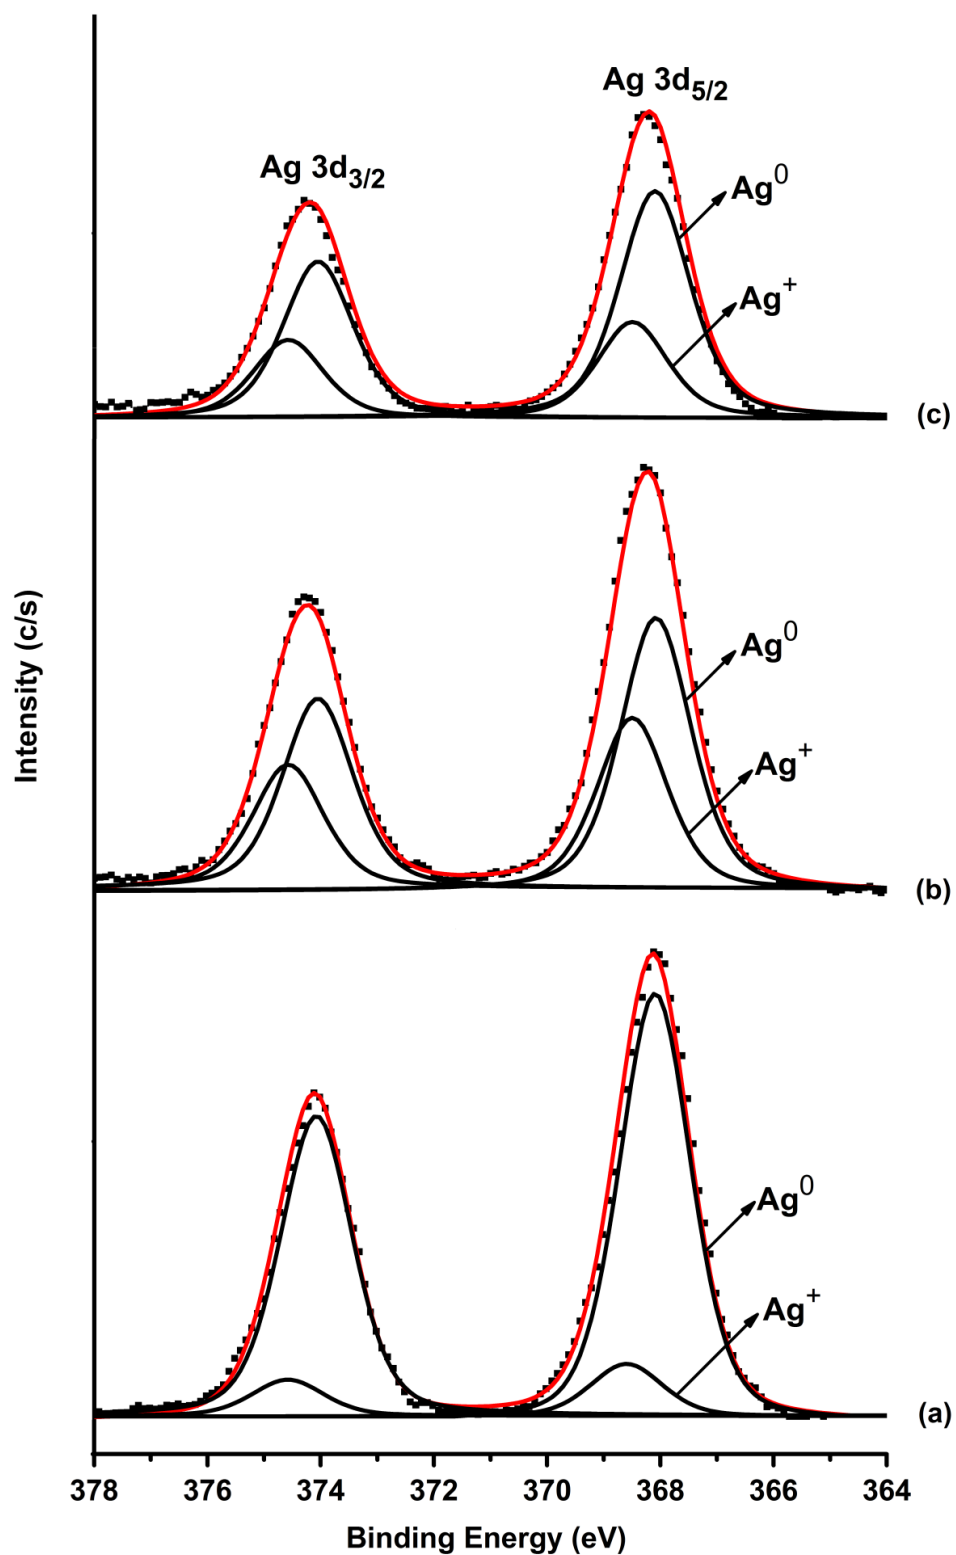 Ag 3d5/2
Ag 3d3/2
Ag0
Ag+
(c)
Ag0
Ag+
(b)
Ag0
Ag+
(a)
Intensity (c/s)
378 376 374 372 370 368 366 364
Binding Energy (eV)